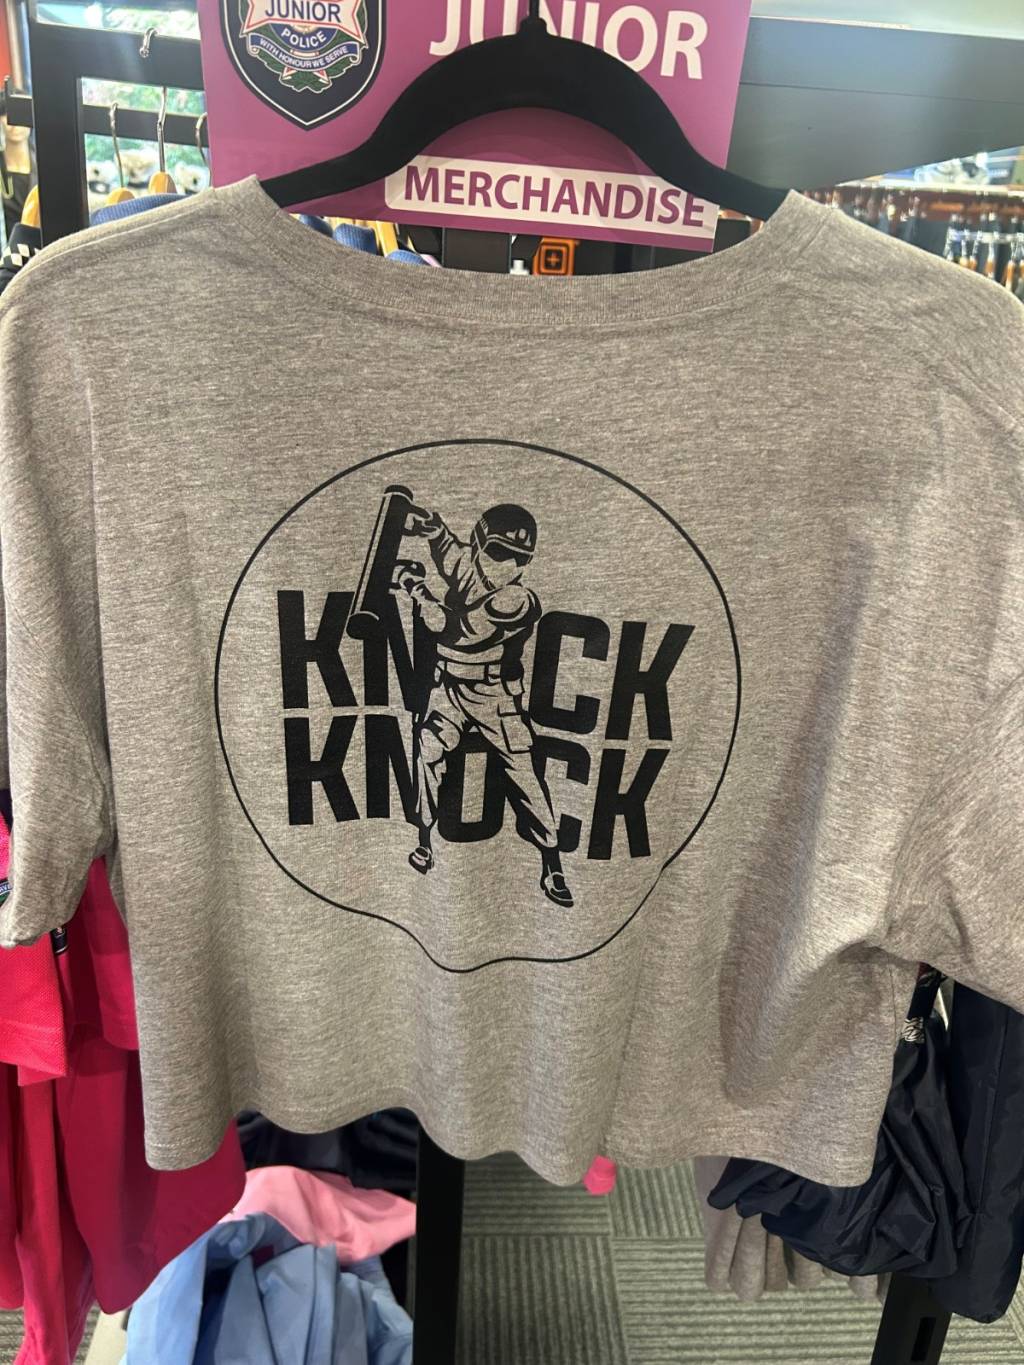 JUNIOR
POLICE
WITH HONOUR WE SERVE
JUNIOR
MERCHANDISE
KNOCK
KNOCK